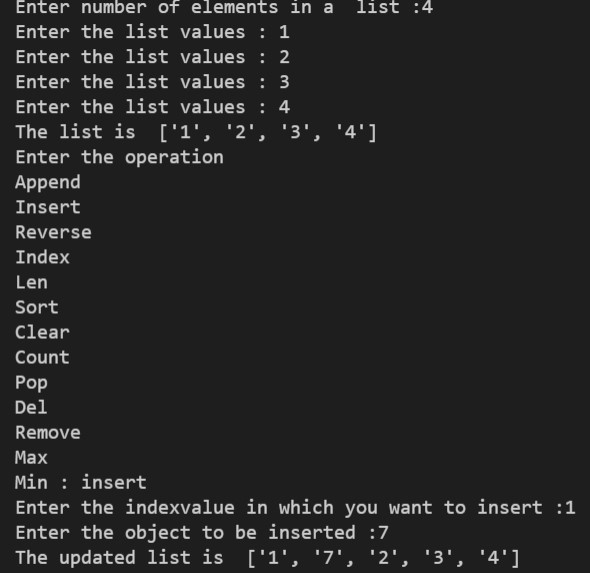 Enter number of elements in a  list :4
Enter the list values : 1
Enter the list values : 2
Enter the list values : 3
Enter the list values : 4
The list is  ['1', '2', '3', '4']
Enter the operation
Append
Insert
Reverse
Index
Len
Sort
Clear
Count
Pop
Del
Remove
Max
Min : insert
Enter the indexvalue in which you want to insert :1
Enter the object to be inserted :7
The updated list is  ['1', '7', '2', '3', '4']